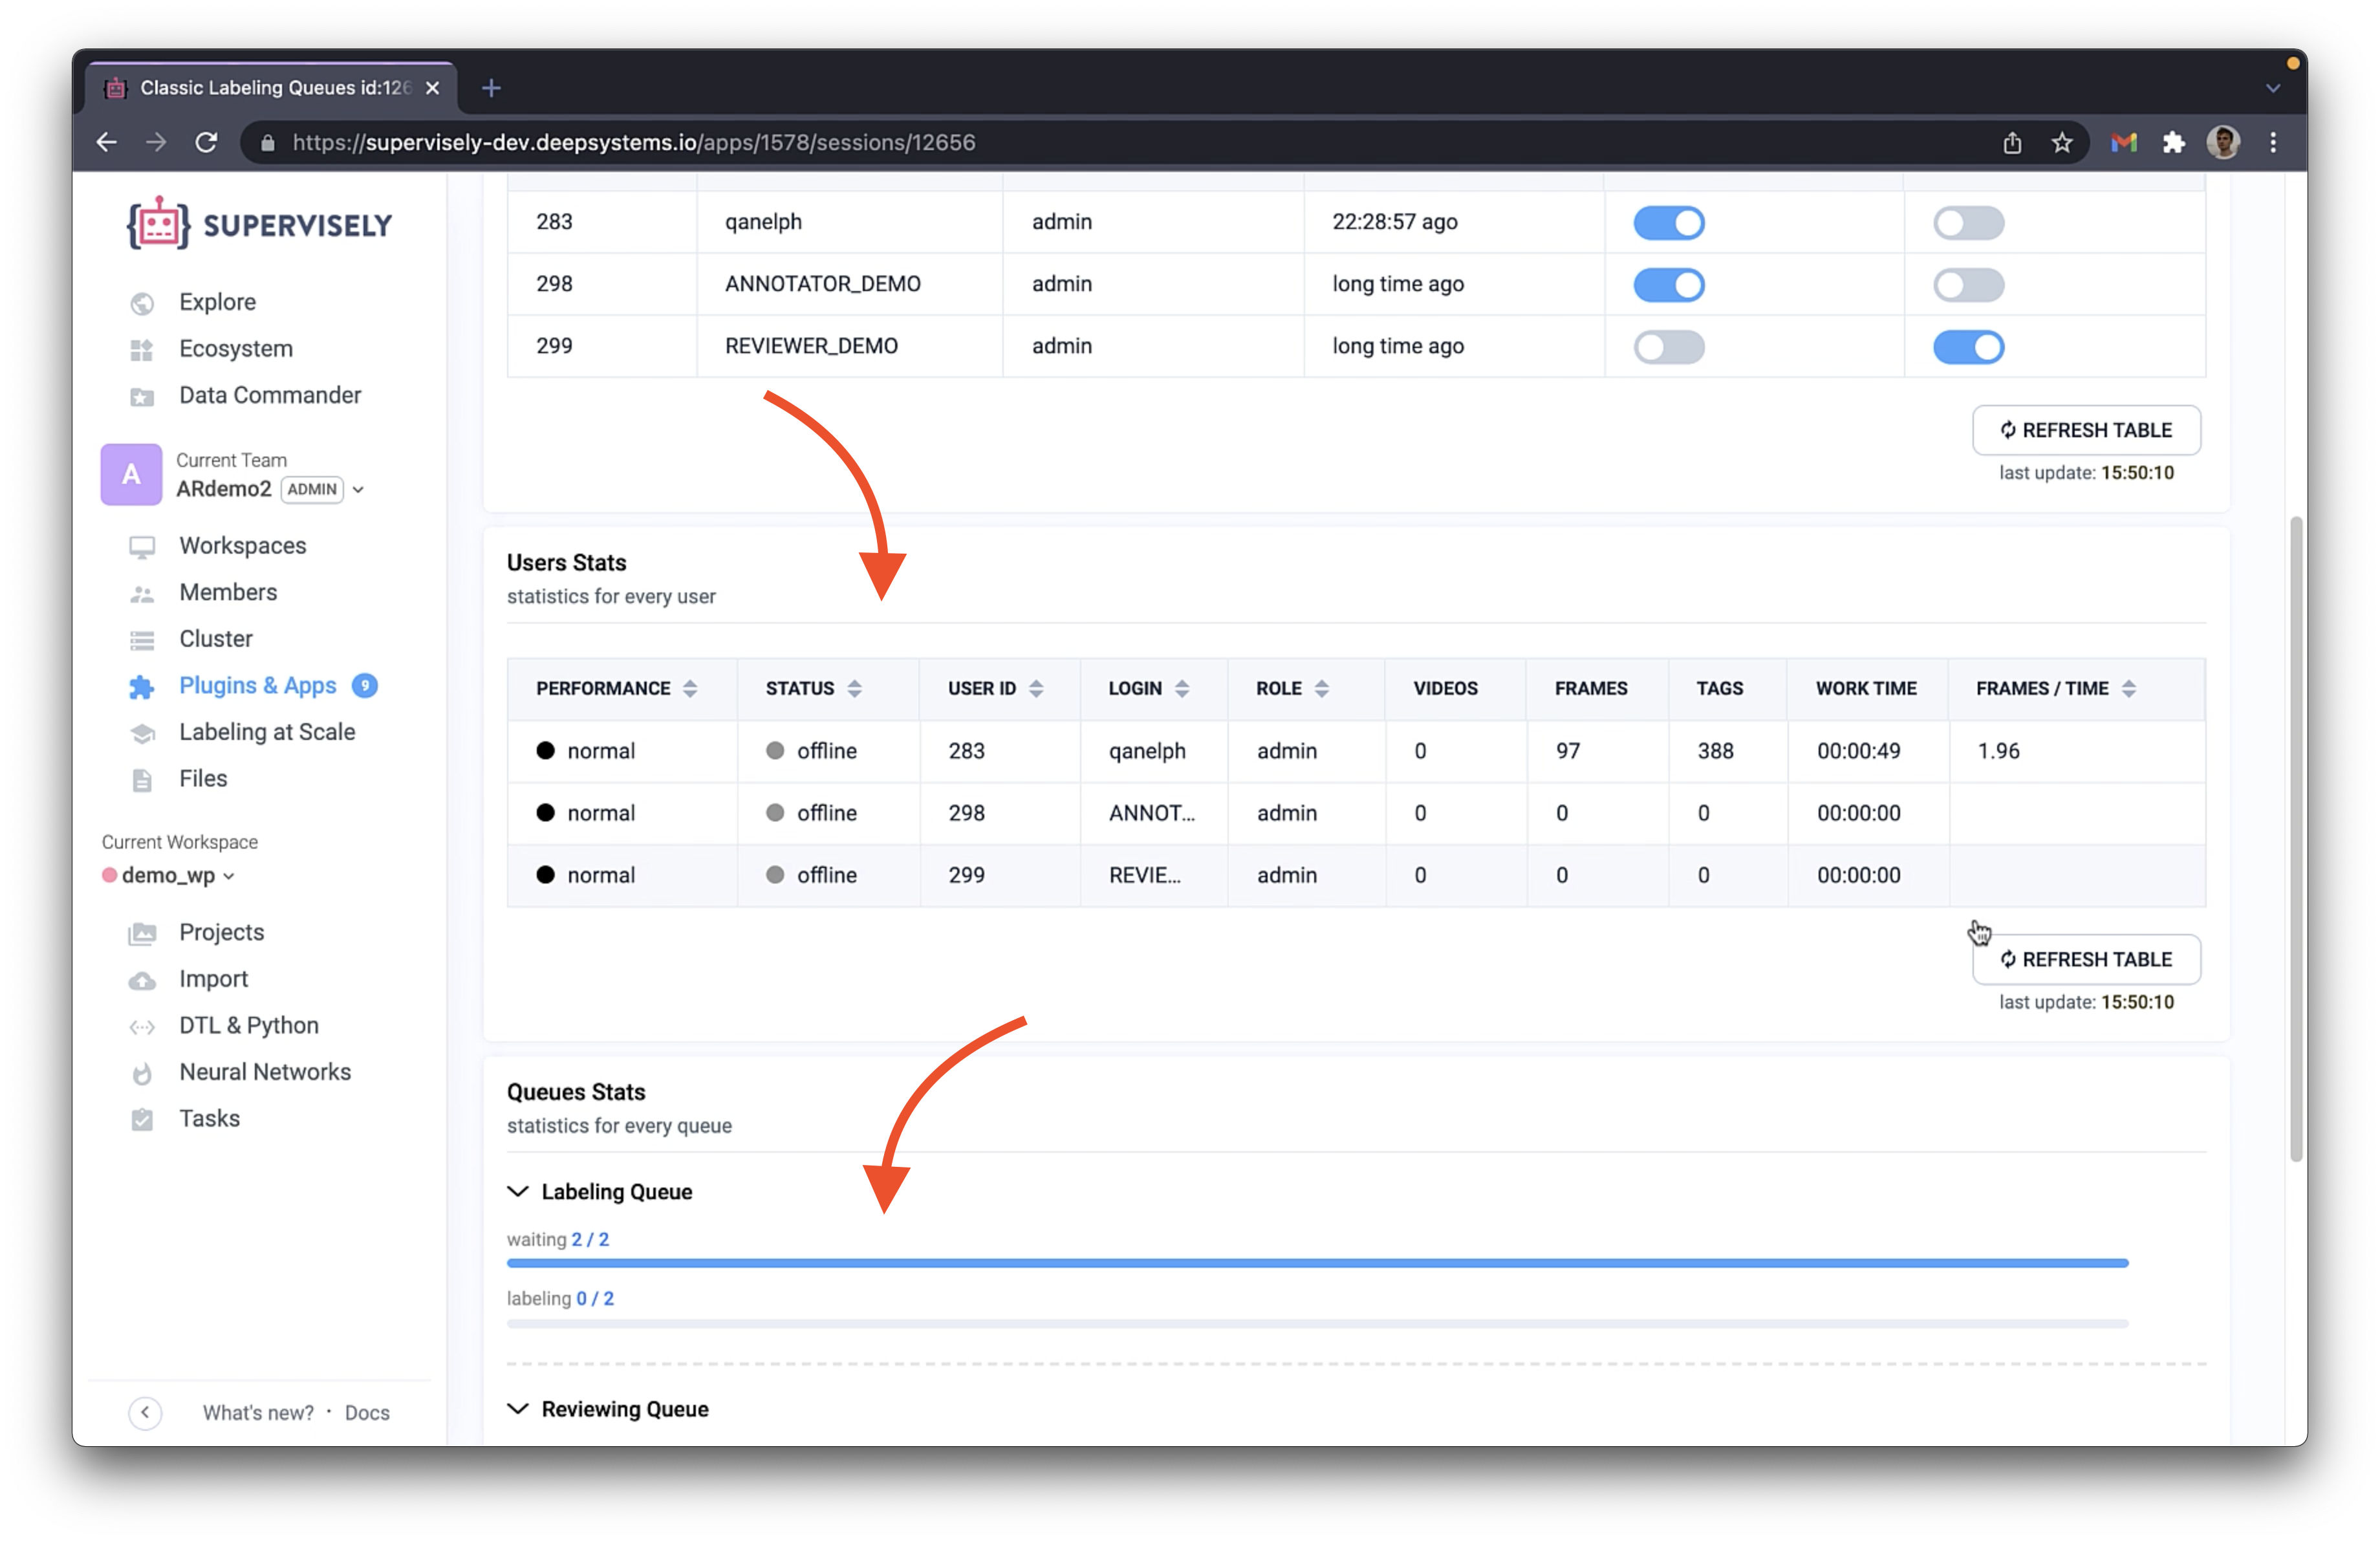 Classic Labeling Queues id:126
https://supervisely-dev.deepsystems.io/apps/1578/sessions/12656
SUPERVISELY
Explore
Ecosystem
Data Commander
A
Current Team
ARdemo2 ADMIN
Workspaces
Members
Cluster
Plugins & Apps 9
Labeling at Scale
Files
Current Workspace
demo_wp
Projects
Import
DTL & Python
Neural Networks
Tasks
What's new? · Docs
283 qanelph admin 22:28:57 ago
298 ANNOTATOR_DEMO admin long time ago
299 REVIEWER_DEMO admin long time ago
REFRESH TABLE
last update: 15:50:10
Users Stats
statistics for every user
PERFORMANCE STATUS USER ID LOGIN ROLE VIDEOS FRAMES TAGS WORK TIME FRAMES / TIME
normal offline 283 qanelph admin 0 97 388 00:00:49 1.96
normal offline 298 ANNOT... admin 0 0 0 00:00:00
normal offline 299 REVIE... admin 0 0 0 00:00:00
REFRESH TABLE
last update: 15:50:10
Queues Stats
statistics for every queue
Labeling Queue
waiting 2 / 2
labeling 0 / 2
Reviewing Queue